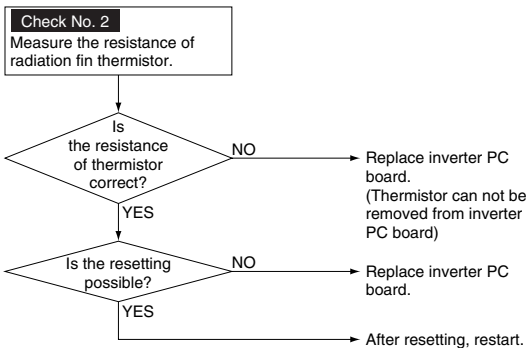 Check No. 2
Measure the resistance of
radiation fin thermistor.
Is
the resistance
of thermistor
correct?
NO
Replace inverter PC
board.
(Thermistor can not be
removed from inverter
PC board)
YES
Is the resetting
possible?
NO
Replace inverter PC
board.
YES
After resetting, restart.